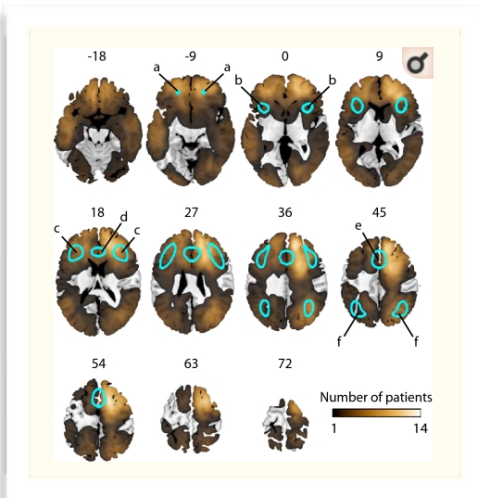 -18 -9 0 9
a a
b b
18 27 36 45
c d c
e
f f
54 63 72
Number of patients
1 14